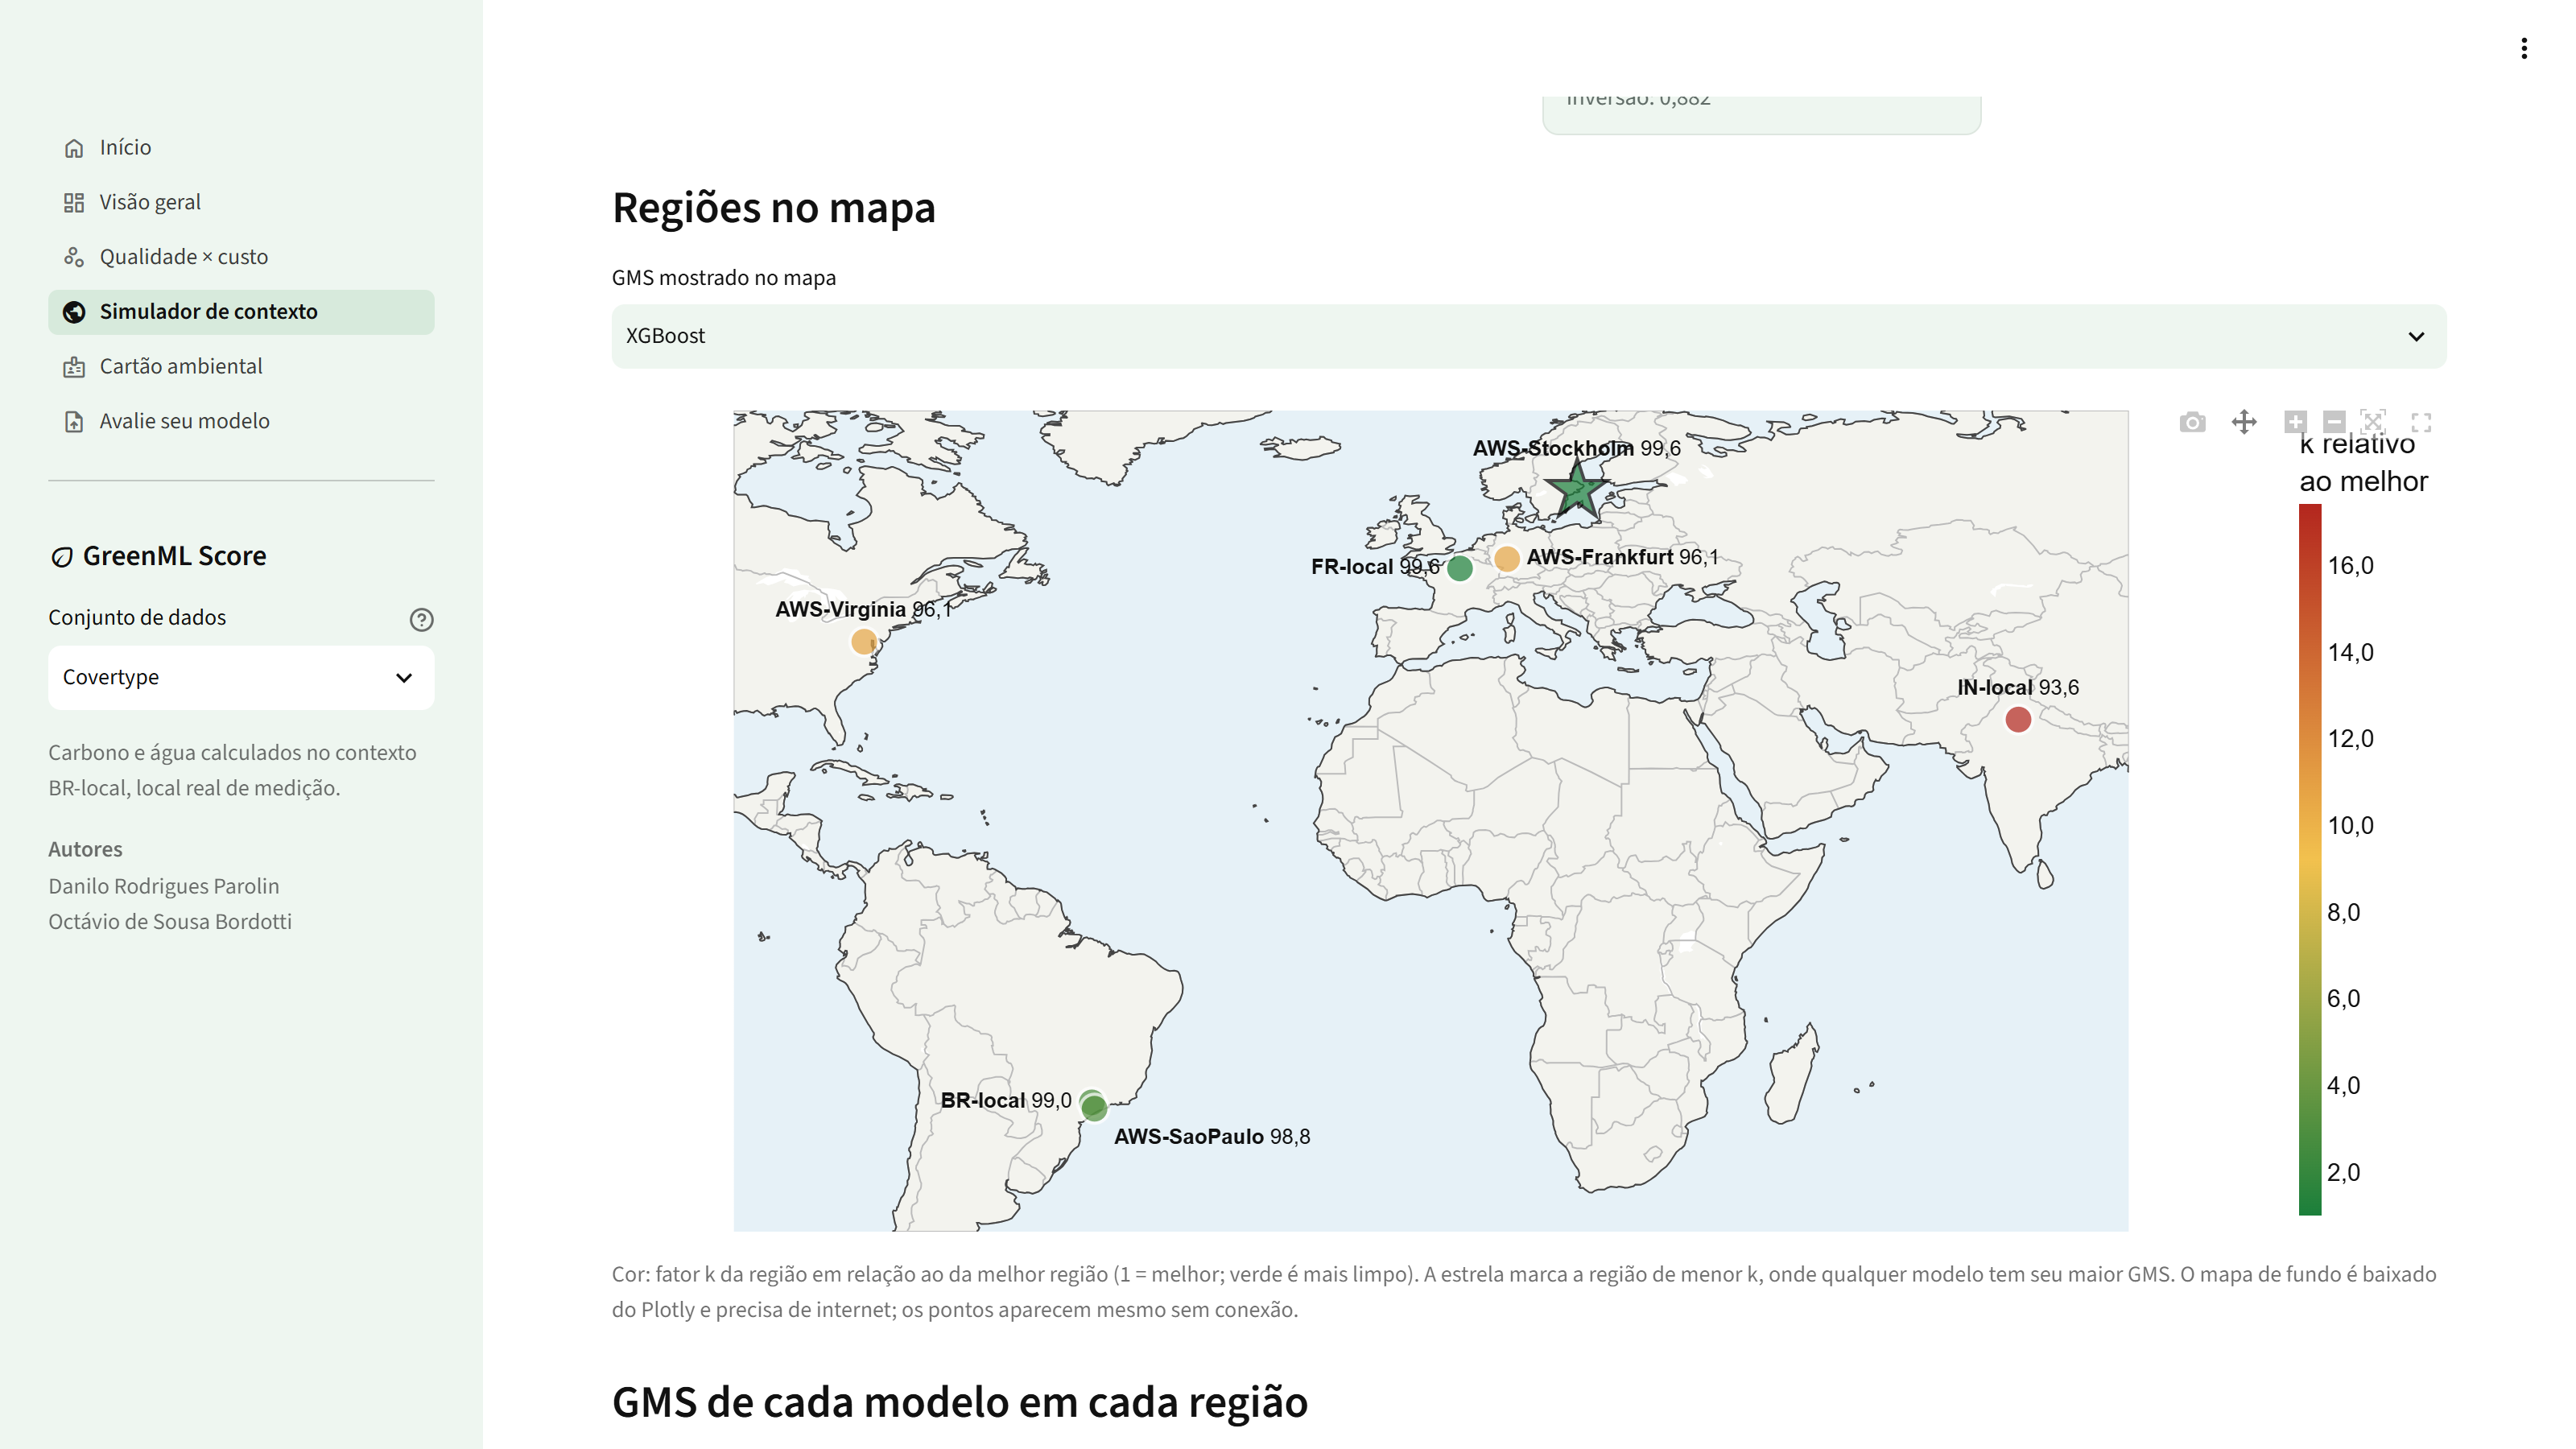 Início
Visão geral
Qualidade × custo
Simulador de contexto
Cartão ambiental
Avalie seu modelo
GreenML Score
Conjunto de dados
Covertype
Carbono e água calculados no contexto
BR-local, local real de medição.
Autores
Danilo Rodrigues Parolin
Octávio de Sousa Bordotti
Inversão: 0,882
Regiões no mapa
GMS mostrado no mapa
XGBoost
k relativo
ao melhor
AWS-Stockholm 99,6
FR-local 99,6
AWS-Frankfurt 96,1
AWS-Virginia 96,1
IN-local 93,6
BR-local 99,0
AWS-SaoPaulo 98,8
16,0
14,0
12,0
10,0
8,0
6,0
4,0
2,0
Cor: fator k da região em relação ao da melhor região (1 = melhor; verde é mais limpo). A estrela marca a região de menor k, onde qualquer modelo tem seu maior GMS. O mapa de fundo é baixado
do Plotly e precisa de internet; os pontos aparecem mesmo sem conexão.
GMS de cada modelo em cada região